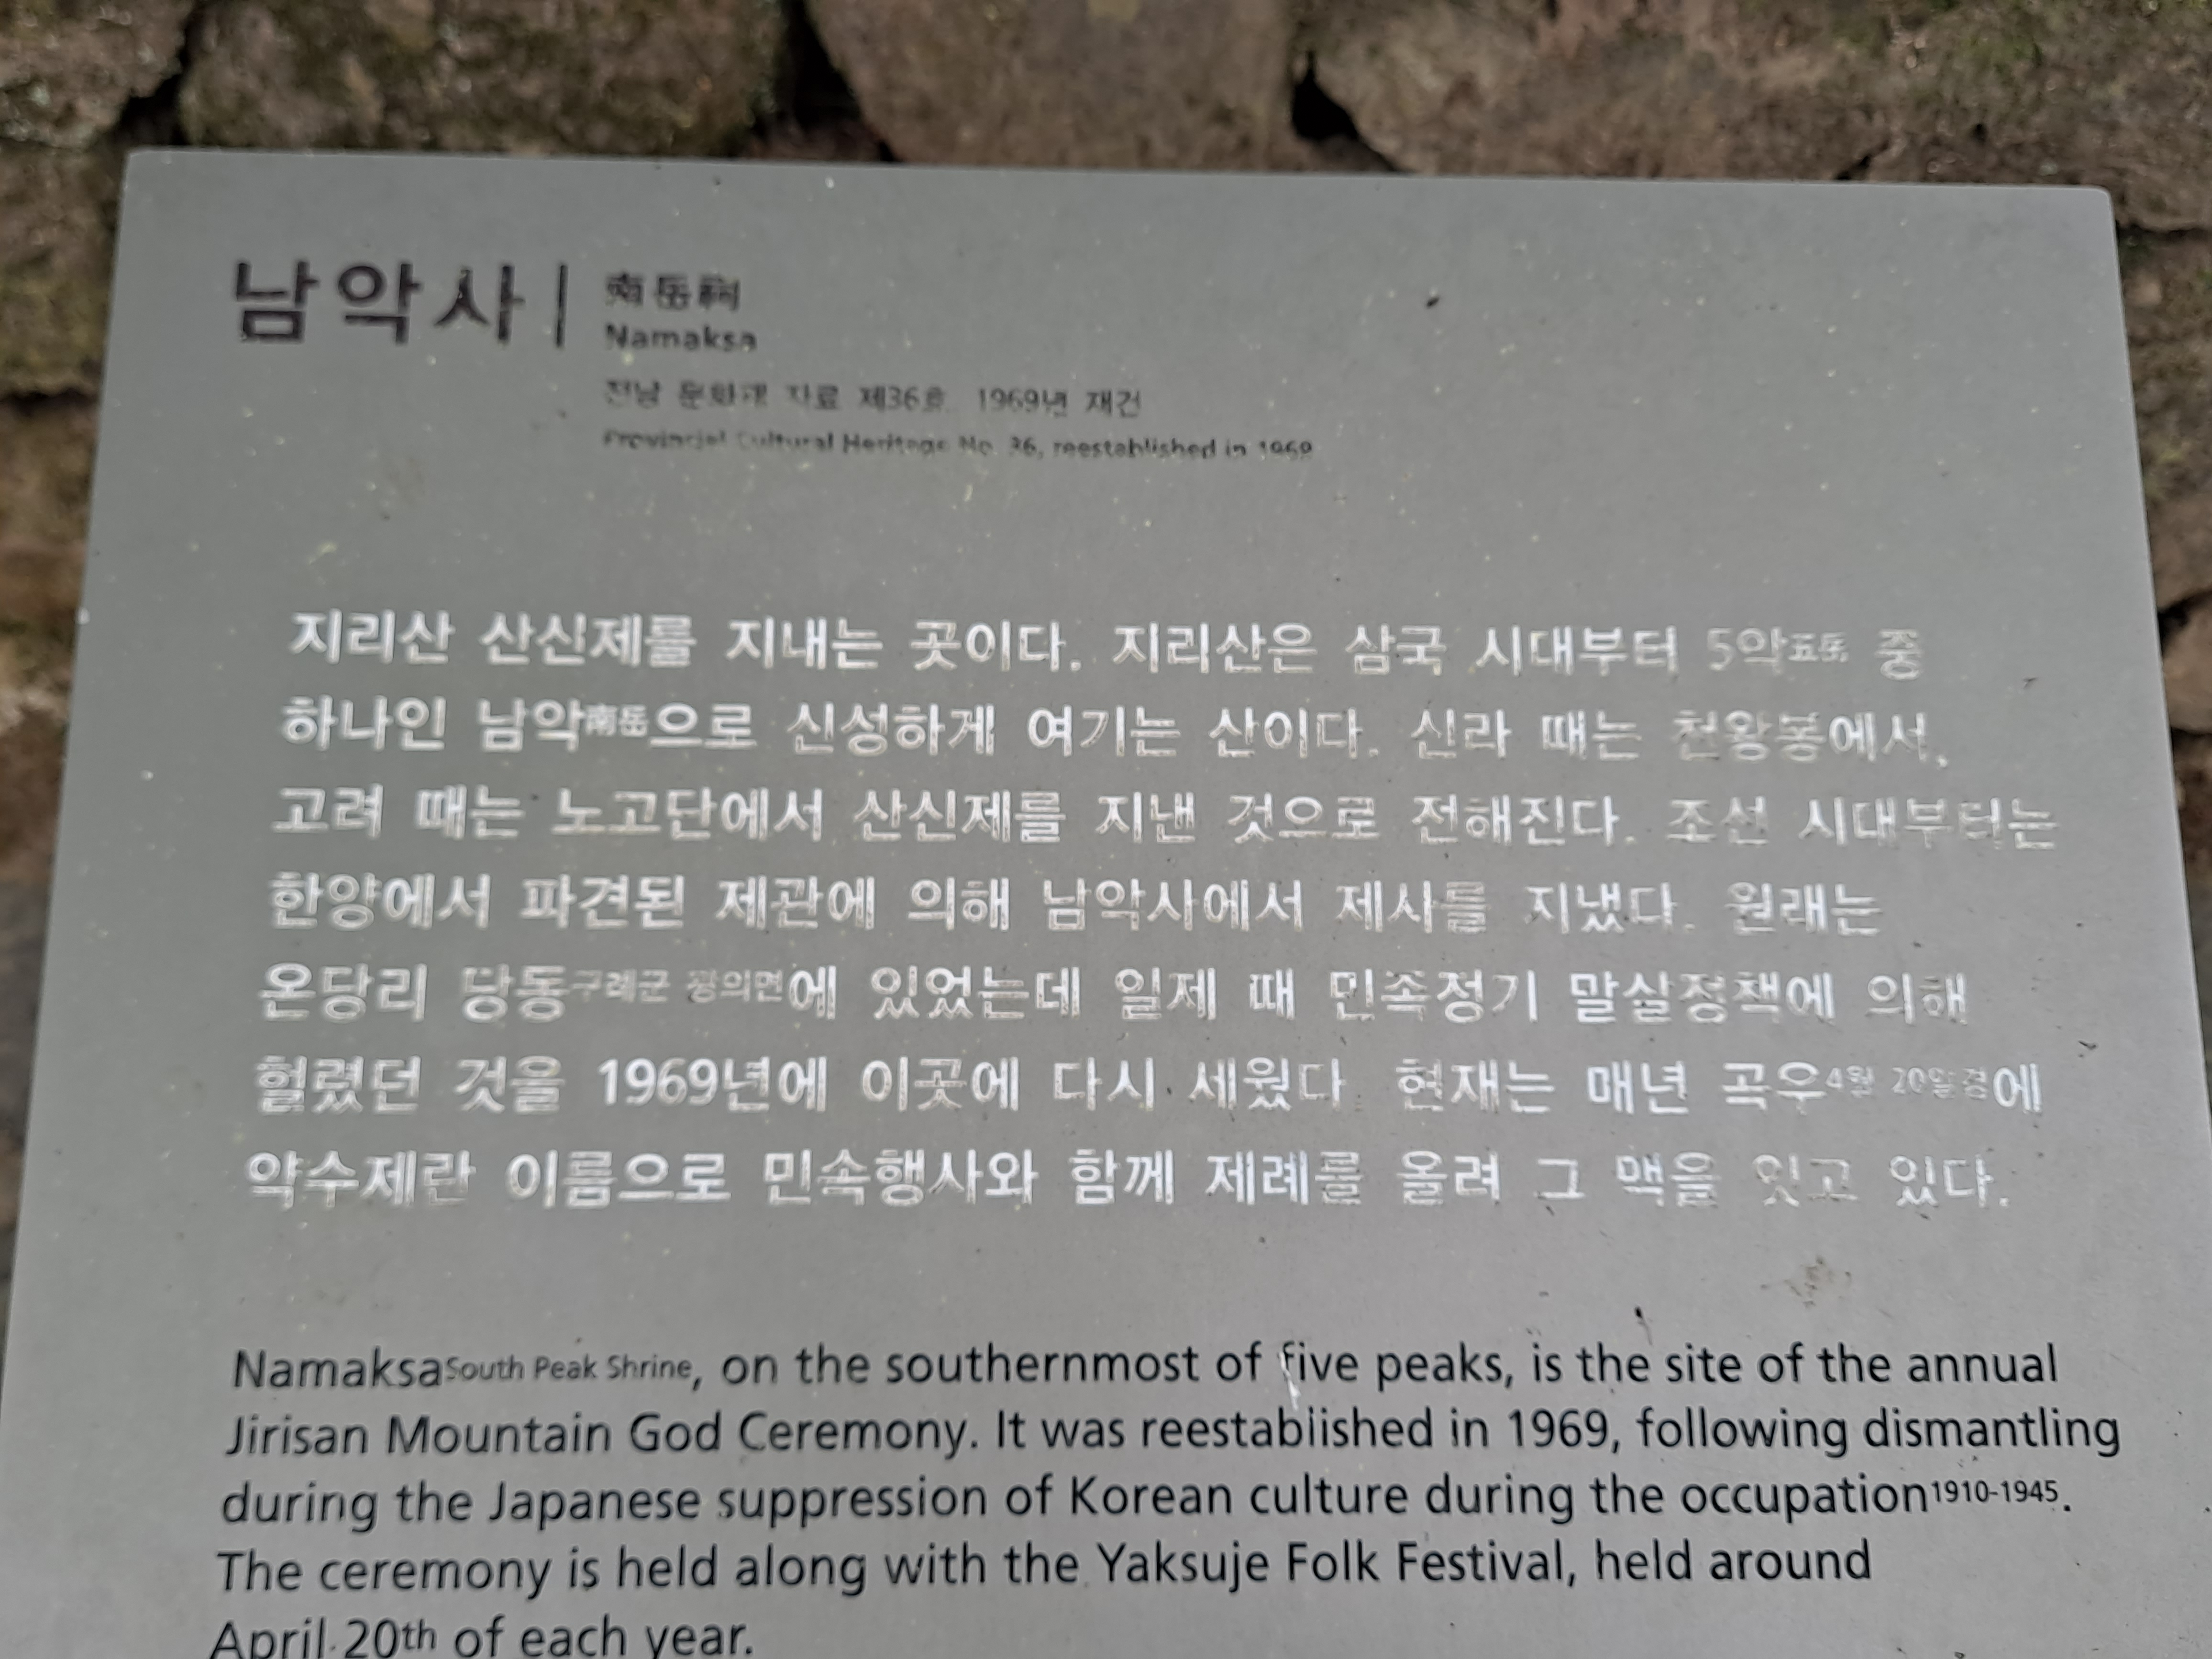 남악사 | 南岳祠
Namaksa
전남 문화재 자료 제36호 1969년 재건
Provincial Cultural Heritage No. 36, reestablished in 1969
지리산 산신제를 지내는 곳이다. 지리산은 삼국 시대부터 5악五岳 중
하나인 남악南岳으로 신성하게 여기는 산이다. 신라 때는 천왕봉에서,
고려 때는 노고단에서 산신제를 지낸 것으로 전해진다. 조선 시대부터는
한양에서 파견된 제관에 의해 남악사에서 제사를 지냈다. 원래는
온당리 당동구례군 광의면에 있었는데 일제 때 민족정기 말살정책에 의해
헐렸던 것을 1969년에 이곳에 다시 세웠다. 현재는 매년 곡우4월 20일경에
약수제란 이름으로 민속행사와 함께 제례를 올려 그 맥을 잇고 있다.
Namaksa South Peak Shrine, on the southernmost of five peaks, is the site of the annual
Jirisan Mountain God Ceremony. It was reestablished in 1969, following dismantling
during the Japanese suppression of Korean culture during the occupation 1910-1945.
The ceremony is held along with the Yaksuje Folk Festival, held around
April 20th of each year.